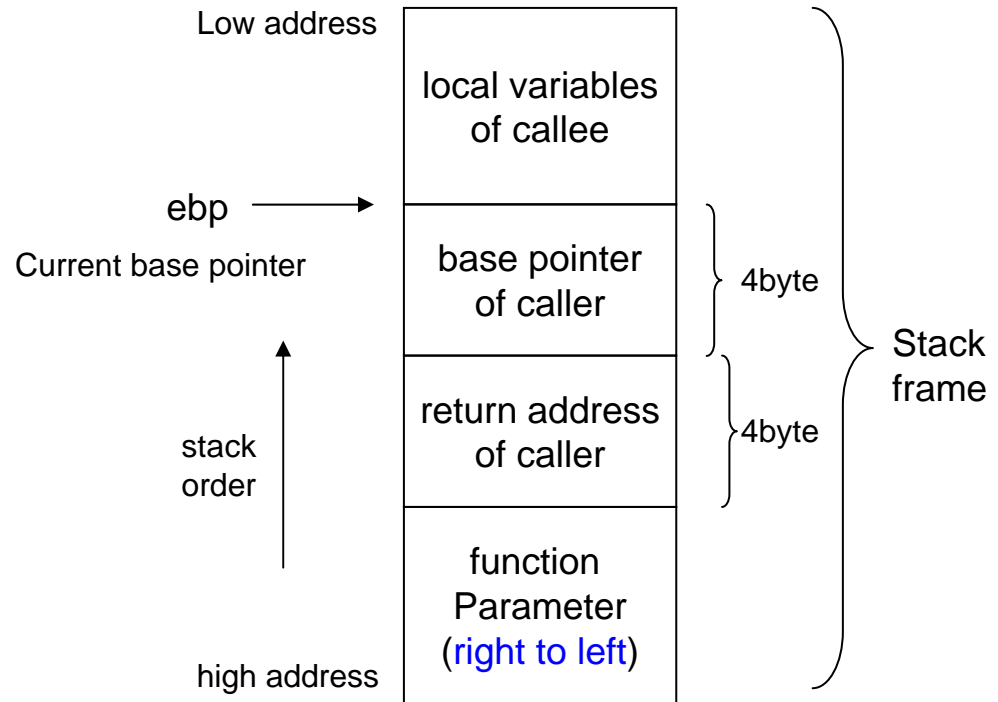 Low address
local variables
of callee
ebp
Current base pointer
base pointer
of caller
4byte
Stack
frame
return address
of caller
4byte
stack
order
function
Parameter
(right to left)
high address